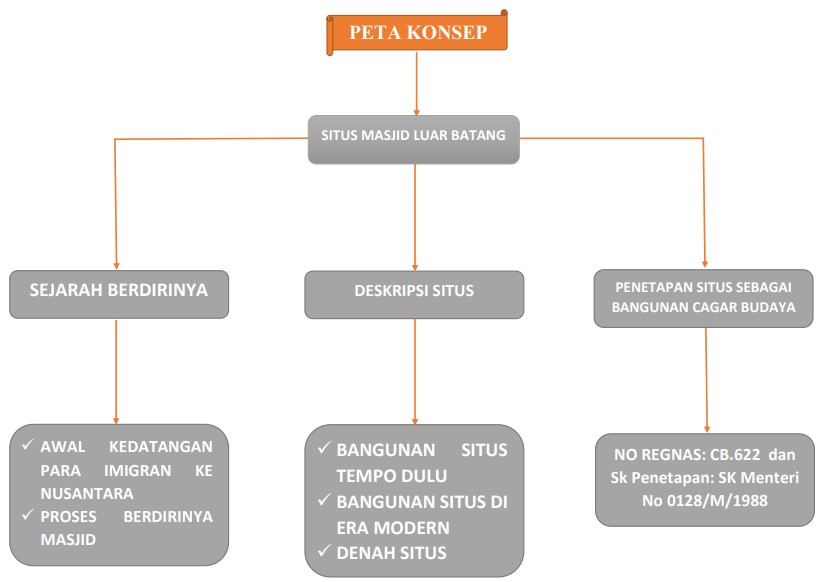 PETA KONSEP
SITUS MASJID LUAR BATANG
SEJARAH BERDIRINYA
DESKRIPSI SITUS
PENETAPAN SITUS SEBAGAI
BANGUNAN CAGAR BUDAYA
✓ AWAL KEDATANGAN
PARA IMIGRAN KE
NUSANTARA
✓ PROSES BERDIRINYA
MASJID
✓ BANGUNAN SITUS
TEMPO DULU
✓ BANGUNAN SITUS DI
ERA MODERN
✓ DENAH SITUS
NO REGNAS: CB.622 dan
Sk Penetapan: SK Menteri
No 0128/M/1988